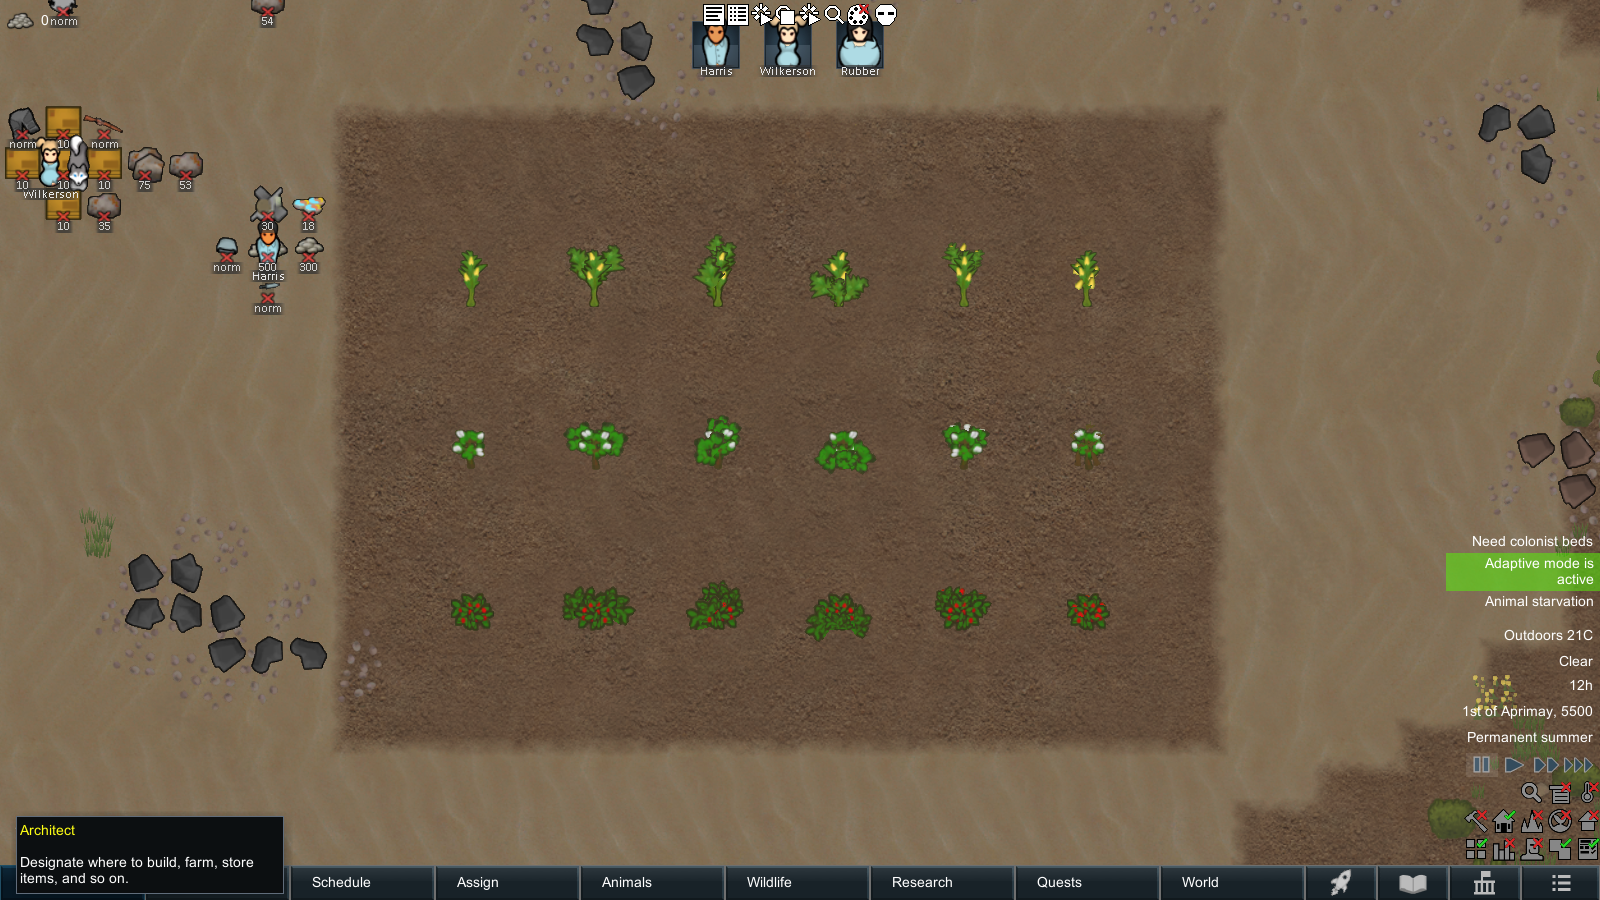 0
norm
54
Harris
Wilkerson
Rubber
norm
10
norm
10
10
10
75
53
Wilkerson
10
35
30
18
norm
500
300
Harris
norm
Need colonist beds
Adaptive mode is
active
Animal starvation
Outdoors 21C
Clear
12h
1st of Aprimay, 5500
Permanent summer
Architect
Designate where to build, farm, store
items, and so on.
Schedule
Assign
Animals
Wildlife
Research
Quests
World